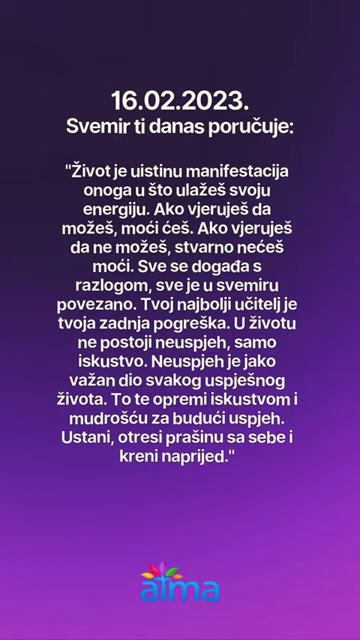 16.02.2023.
Svemir ti danas poručuje:
"Život je uistinu manifestacija
onoga u što ulažeš svoju
energiju. Ako vjeruješ da
možeš, moći ćeš. Ako vjeruješ
da ne možeš, stvarno nećeš
moći. Sve se događa s
razlogom, sve je u svemiru
povezano. Tvoj najbolji učitelj je
tvoja zadnja pogreška. U životu
ne postoji neuspjeh, samo
iskustvo. Neuspjeh je jako
važan dio svakog uspješnog
života. To te opremi iskustvom i
mudrošću za budući uspjeh.
Ustani, otresi prašinu sa sebe i
kreni naprijed."
atma